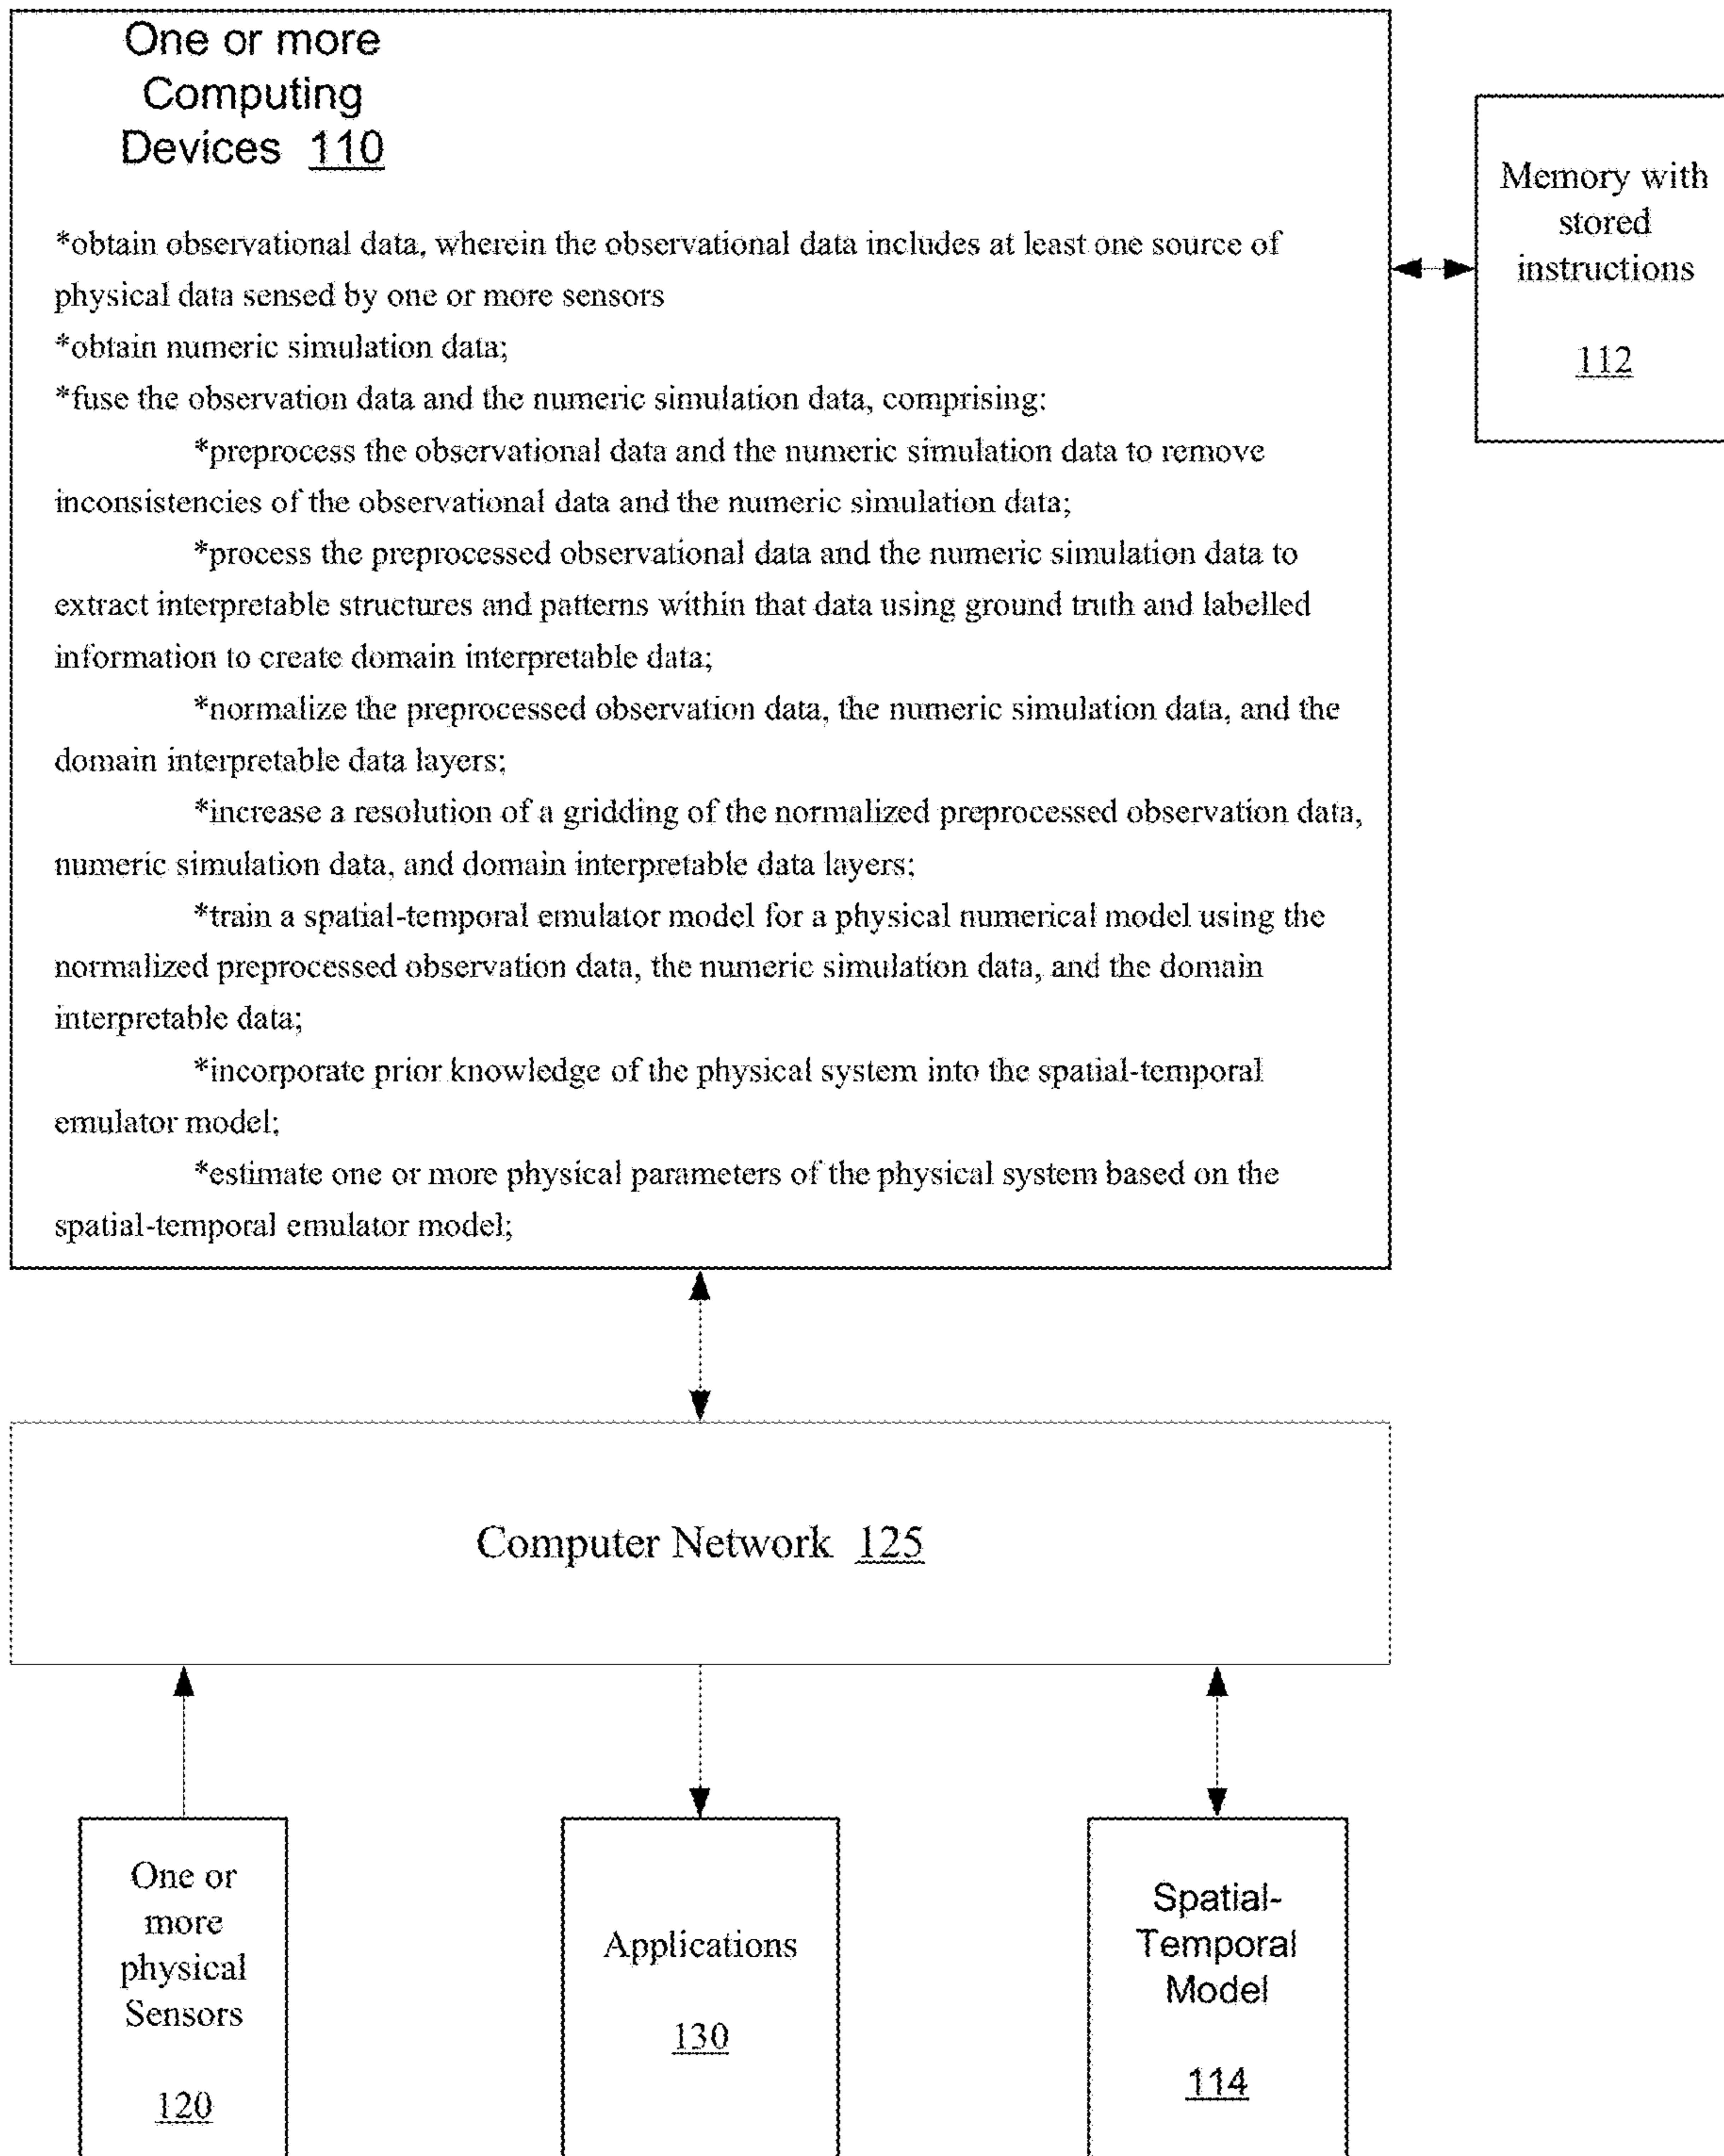 One or more
Computing
Devices 110
*obtain observational data, wherein the observational data includes at least one source of
physical data sensed by one or more sensors
*obtain numeric simulation data;
*fuse the observation data and the numeric simulation data, comprising:
*preprocess the observational data and the numeric simulation data to remove
inconsistencies of the observational data and the numeric simulation data;
*process the preprocessed observational data and the numeric simulation data to
extract interpretable structures and patterns within that data using ground truth and labelled
information to create domain interpretable data;
*normalize the preprocessed observation data, the numeric simulation data, and the
domain interpretable data layers;
*increase a resolution of a gridding of the normalized preprocessed observation data,
numeric simulation data, and domain interpretable data layers;
*train a spatial-temporal emulator model for a physical numerical model using the
normalized preprocessed observation data, the numeric simulation data, and the domain
interpretable data;
*incorporate prior knowledge of the physical system into the spatial-temporal
emulator model;
*estimate one or more physical parameters of the physical system based on the
spatial-temporal emulator model;
Memory with
stored
instructions
112
Computer Network 125
One or
more
physical
Sensors
120
Applications
130
Spatial-
Temporal
Model
114